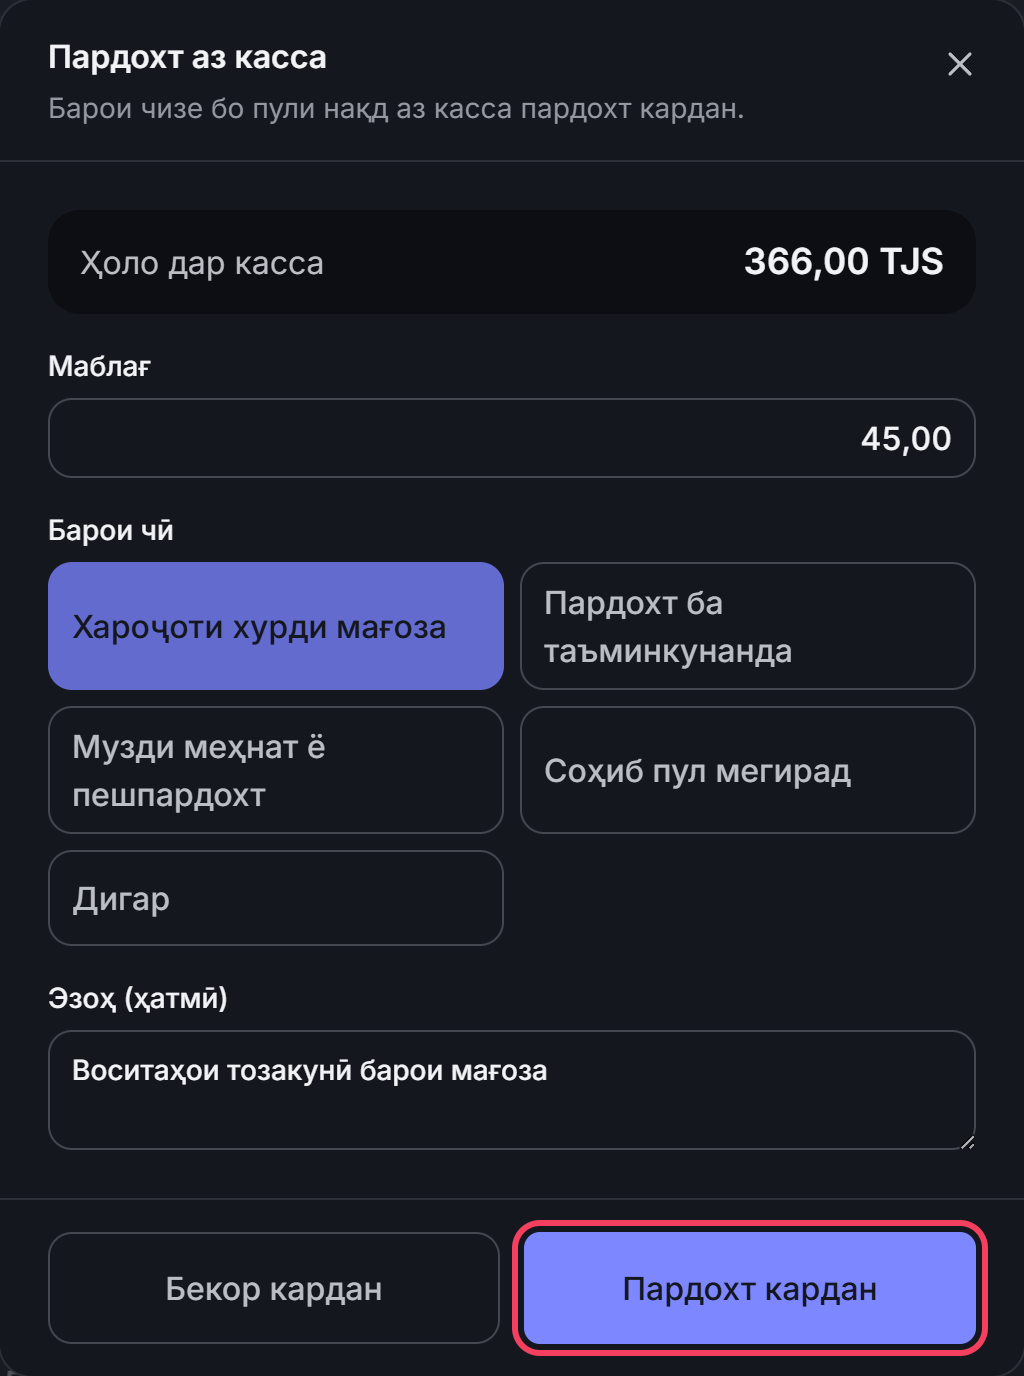 Пардохт аз касса
Барои чизе бо пули нақд аз касса пардохт кардан.
Ҳоло дар касса
366,00 TJS
Маблағ
45,00
Барои чӣ
Хароҷоти хурди мағоза
Пардохт ба
таъминкунанда
Музди меҳнат ё
пешпардохт
Соҳиб пул мегирад
Дигар
Эзоҳ (ҳатмӣ)
Воситаҳои тозакунӣ барои мағоза
Бекор кардан
Пардохт кардан